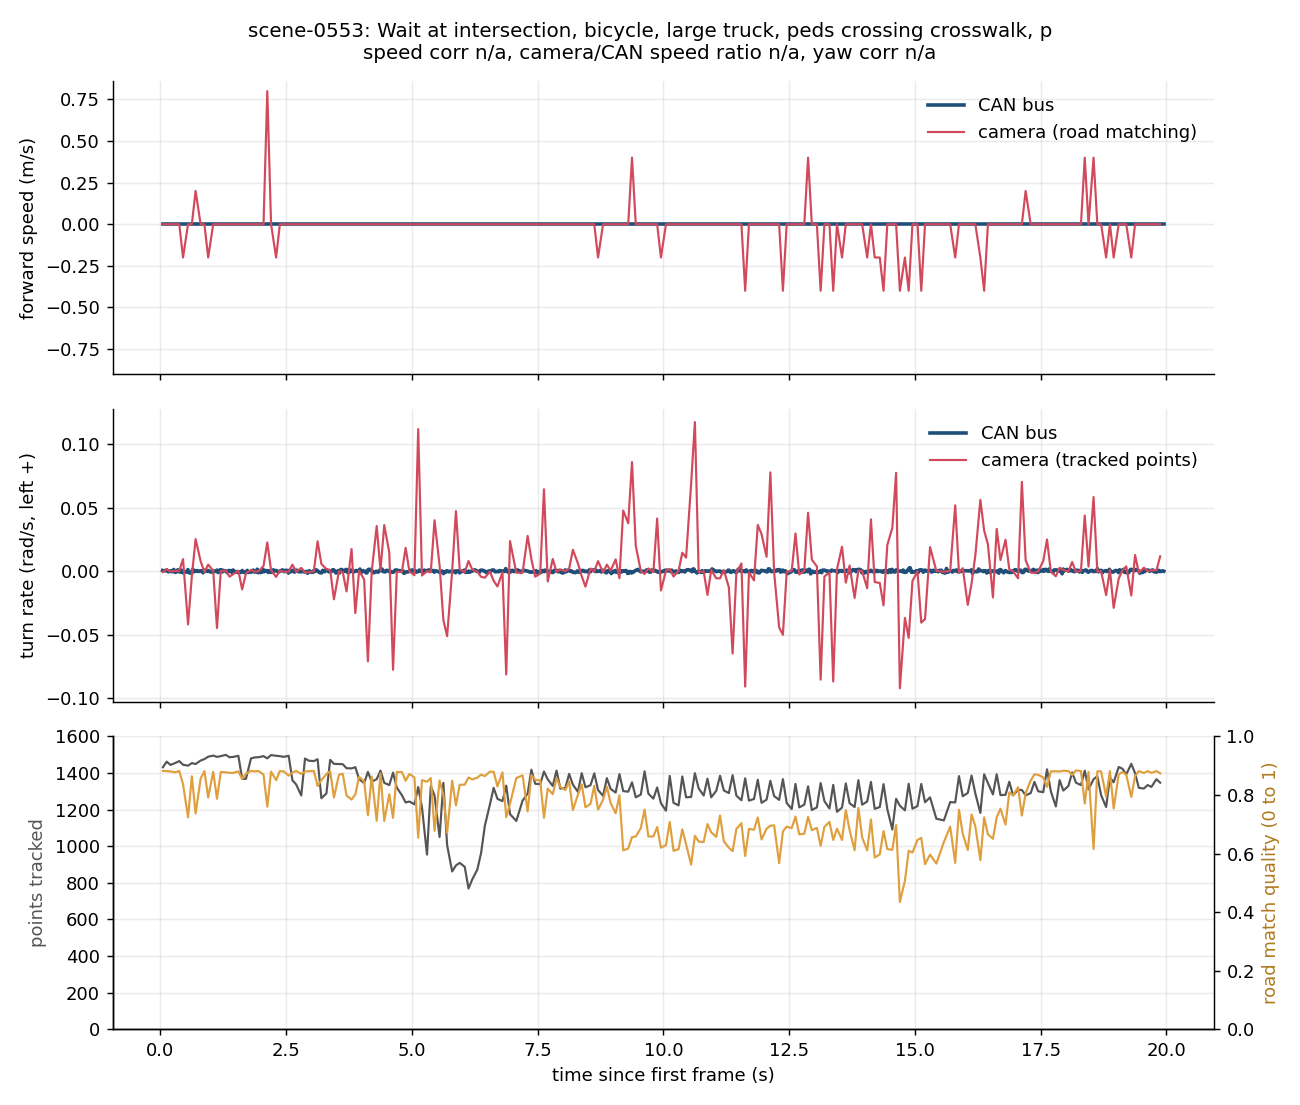 scene-0553: Wait at intersection, bicycle, large truck, peds crossing crosswalk, p
speed corr n/a, camera/CAN speed ratio n/a, yaw corr n/a
forward speed (m/s)
0.75
0.50
0.25
0.00
−0.25
−0.50
−0.75
CAN bus
camera (road matching)
turn rate (rad/s, left +)
0.10
0.05
0.00
−0.05
−0.10
CAN bus
camera (tracked points)
points tracked
1600
1400
1200
1000
800
600
400
200
0
1.0
0.8
0.6
0.4
0.2
0.0
road match quality (0 to 1)
0.0 2.5 5.0 7.5 10.0 12.5 15.0 17.5 20.0
time since first frame (s)